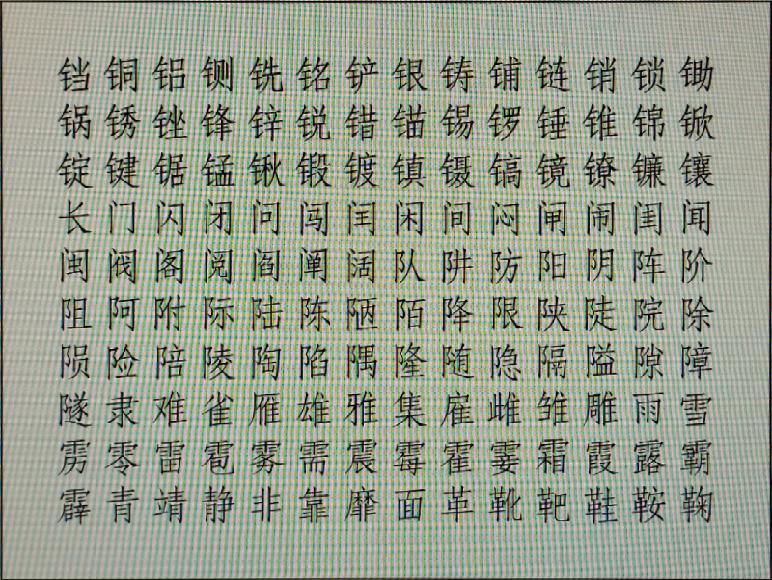 铛铜铝铡铣铭铲银铸铺链销锁锄
锅锈锉锋锌锐错锚锡锣锤锥锦锨
锭键锯锰锹锻镀镇镊镐镜镣镰镶
长门闪闭问闯闰闲间闷闸闹闺闻
闽阀阁阅阎阐阔队阱防阳阴阵阶
阻阿附际陆陈陋陌降限陕陡院除
陨险陪陵陶陷隅隆随隐隔隘隙障
隧隶难雀雁雄雅集雇雌雏雕雨雪
雳零雷雹雾需震霉霍霎霜霞露霸
霹青靖静非靠靡面革靴靶鞋鞍鞠